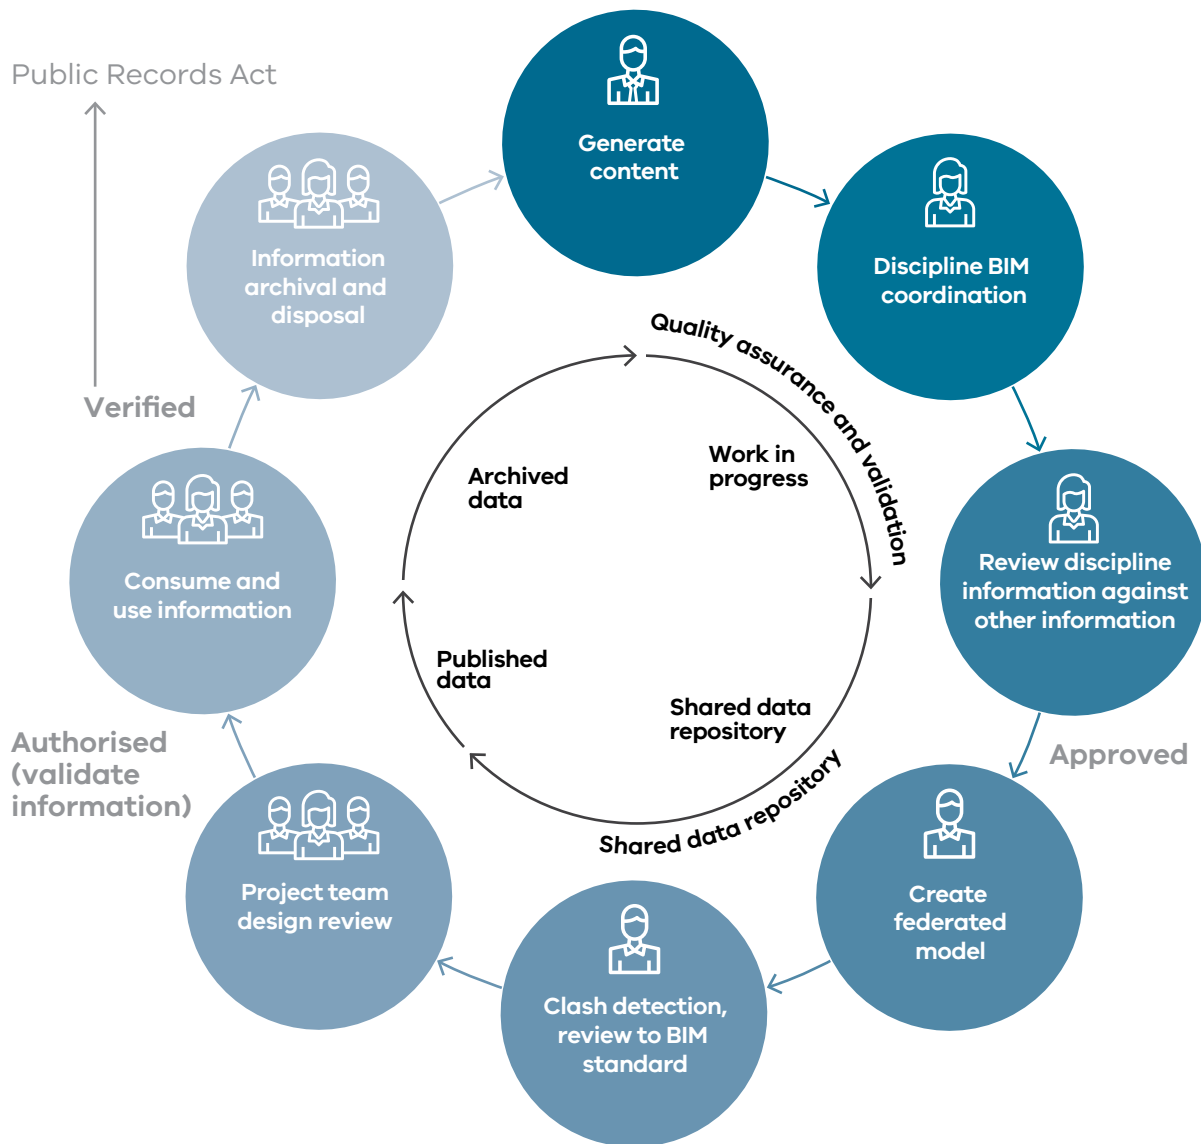 Public Records Act
Generate
content
Discipline BIM
coordination
Review discipline
information against
other information
Approved
Create
federated
model
Clash detection,
review to BIM
standard
Project team
design review
Authorised
(validate
information)
Consume and
use information
Verified
Information
archival and
disposal
Quality assurance and validation
Work in
progress
Shared data
repository
Shared data repository
Published
data
Archived
data